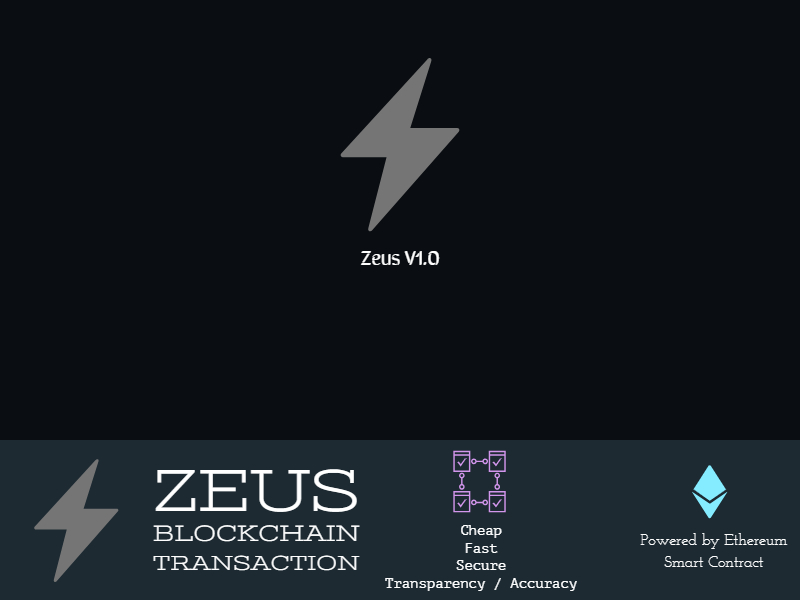 Zeus V1.0
ZEUS
BLOCKCHAIN
TRANSACTION
Cheap
Fast
Secure
Transparency / Accuracy
Powered by Ethereum
Smart Contract